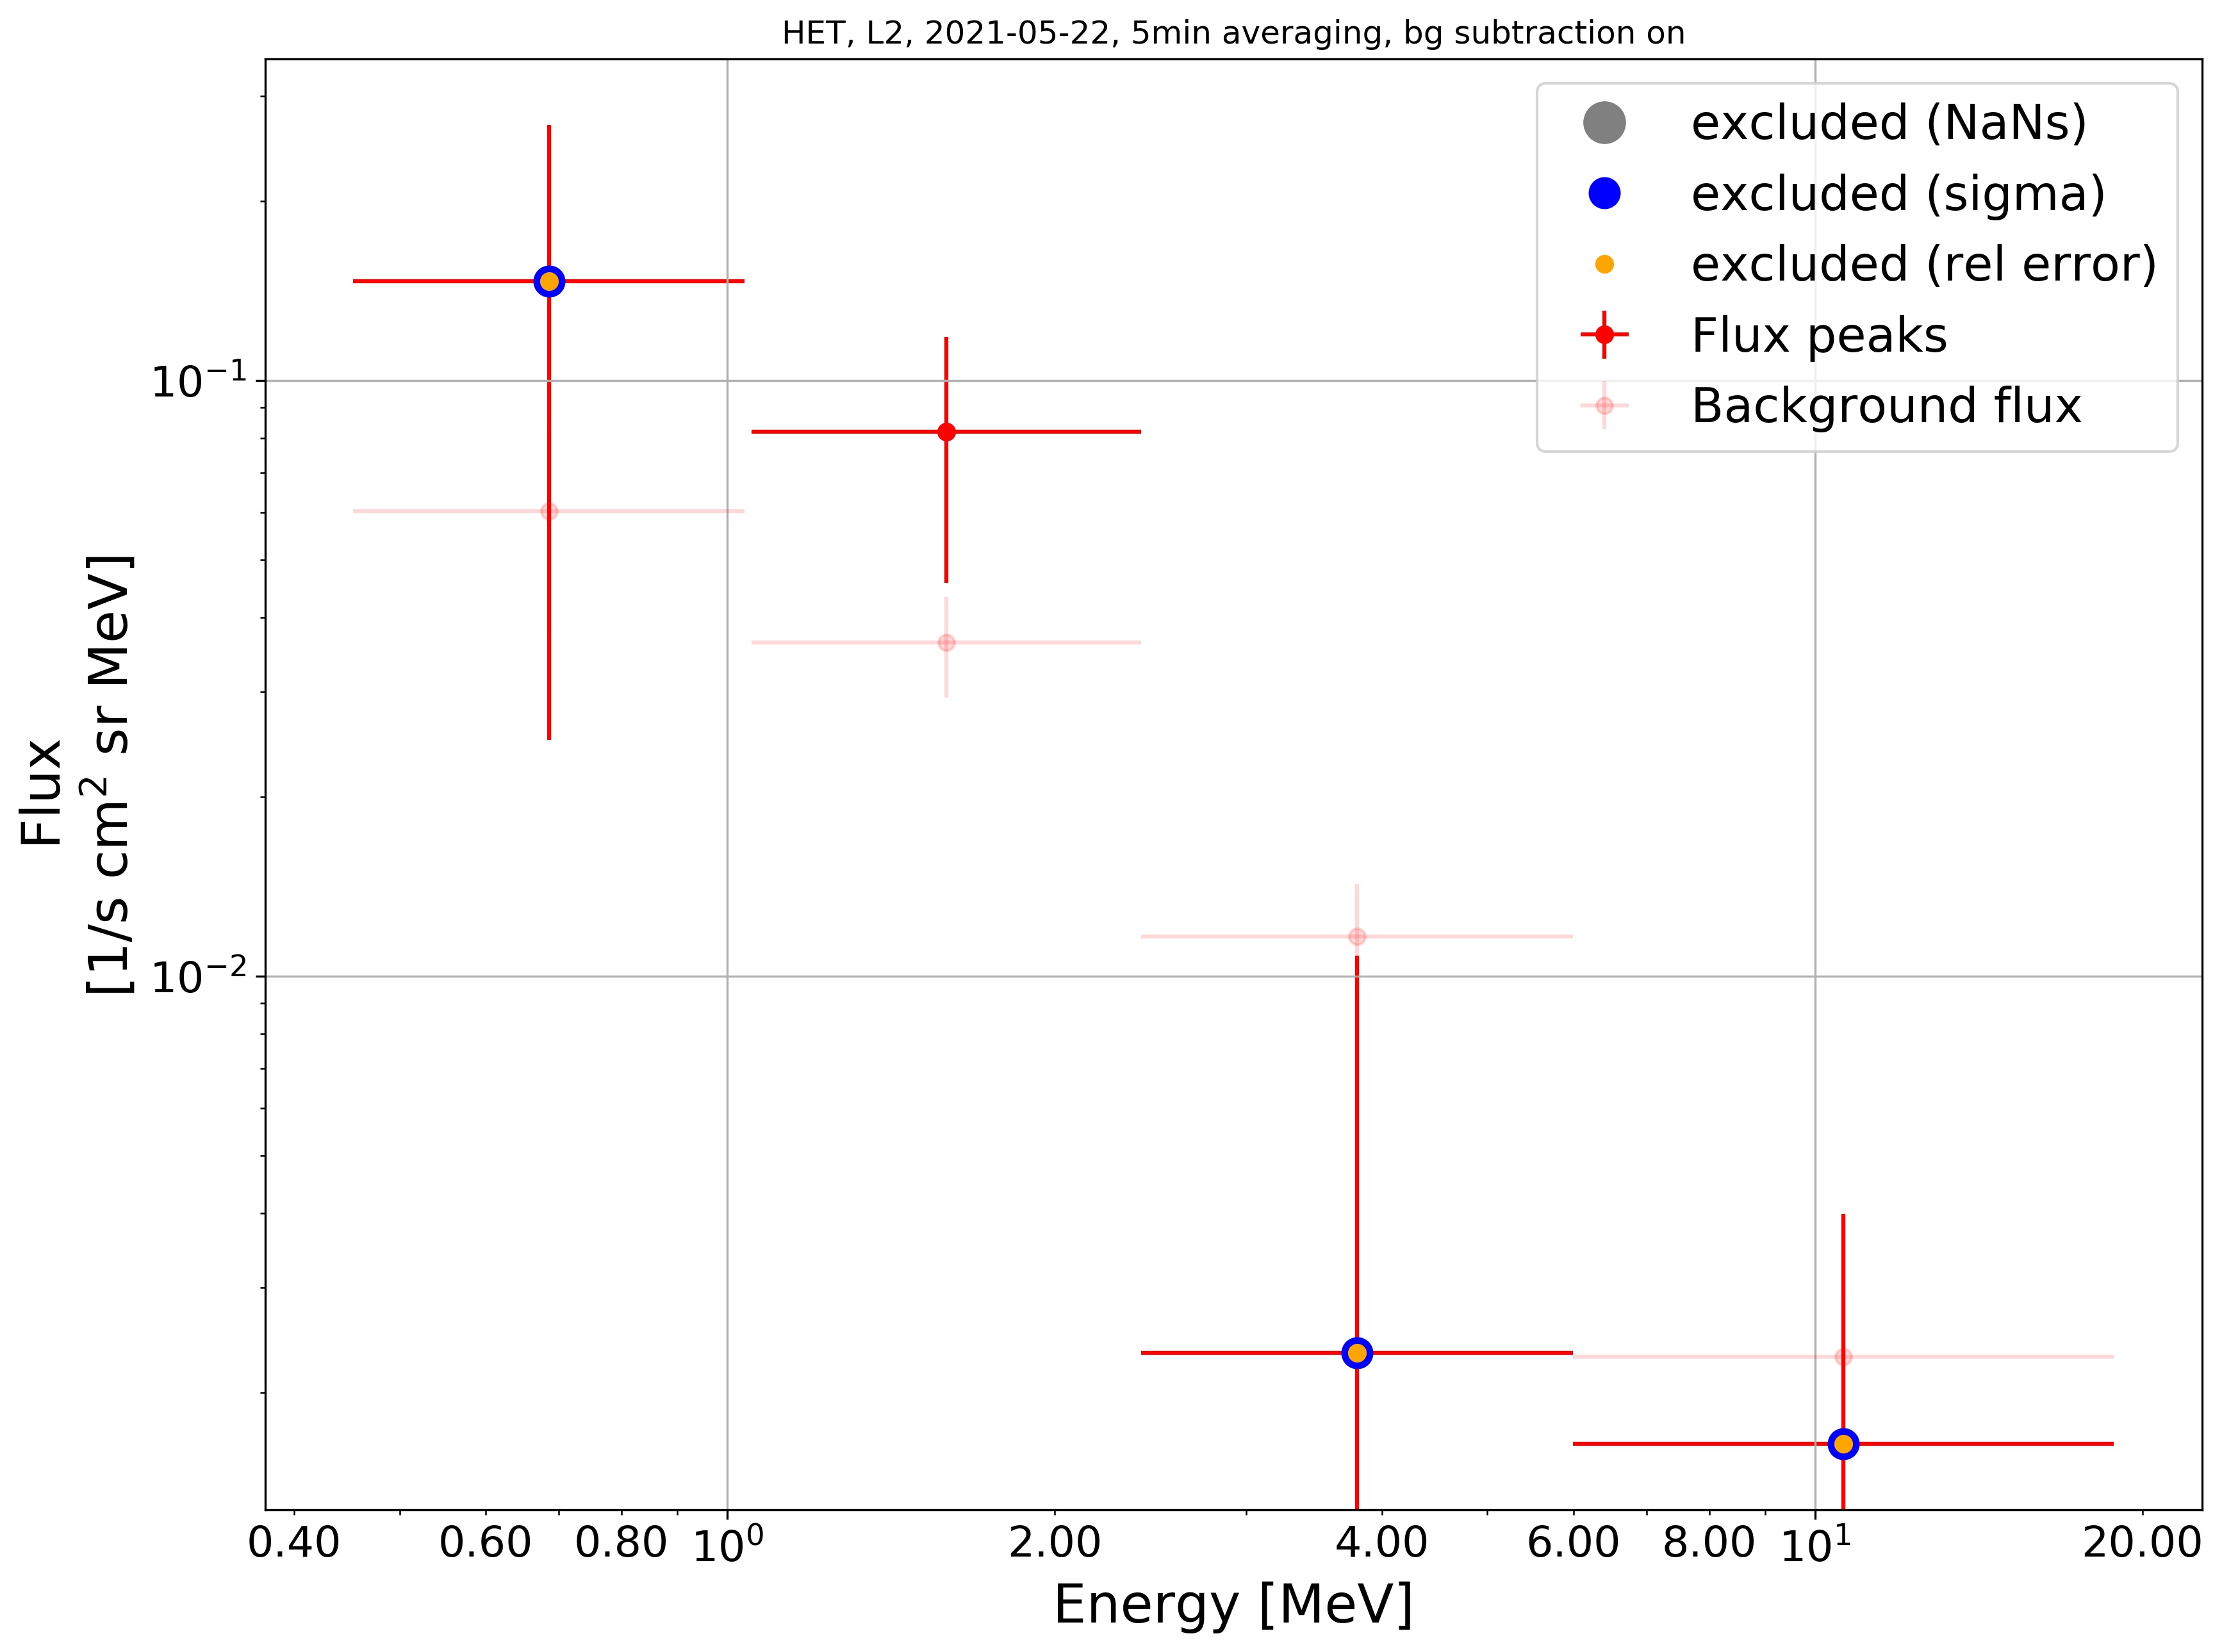 HET, L2, 2021-05-22, 5min averaging, bg subtraction on
excluded (NaNs)
excluded (sigma)
excluded (rel error)
Flux peaks
Background flux
Flux
[1/s cm² sr MeV]
10⁻¹
10⁻²
0.40 0.60 0.80 10⁰ 2.00 4.00 6.00 8.00 10¹ 20.00
Energy [MeV]